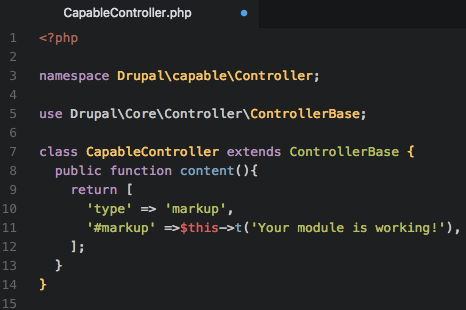 CapableController.php
1 <?php
2
3 namespace Drupal\capable\Controller;
4
5 use Drupal\Core\Controller\ControllerBase;
6
7 class CapableController extends ControllerBase {
8   public function content(){
9     return [
10       'type' => 'markup',
11       '#markup' =>$this->t('Your module is working!'),
12     ];
13   }
14 }
15